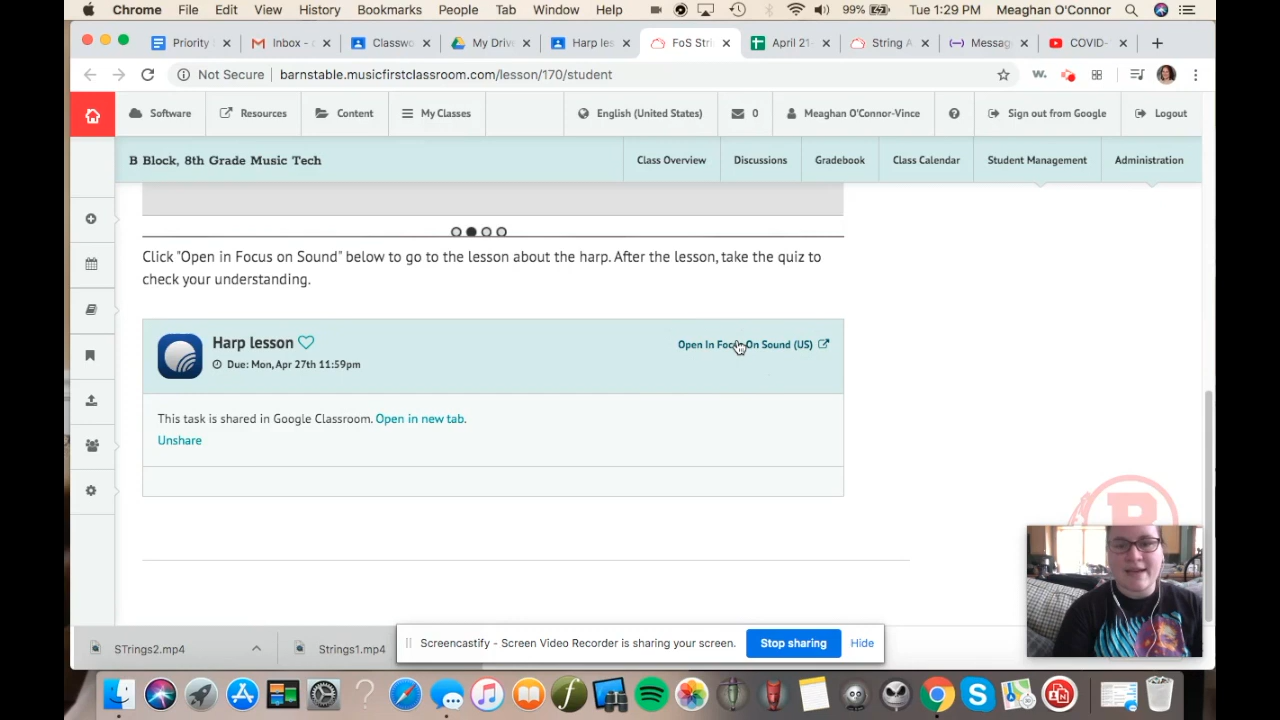 Chrome File Edit View History Bookmarks People Tab Window Help 99% Tue 1:29 PM Meaghan O'Connor
Priority Inbox - Classwo My Drive Harp les FoS Stri April 21- String A Messag COVID-
Not Secure barnstable.musicfirstclassroom.com/lesson/170/student W.
Software Resources Content My Classes English (United States) 0 Meaghan O'Connor-Vince Sign out from Google Logout
B Block, 8th Grade Music Tech Class Overview Discussions Gradebook Class Calendar Student Management Administration
Click "Open in Focus on Sound" below to go to the lesson about the harp. After the lesson, take the quiz to
check your understanding.
Harp lesson Open In Focus On Sound (US)
Due: Mon, Apr 27th 11:59pm
This task is shared in Google Classroom. Open in new tab.
Unshare
B
STrings2.mp4 Strings1.mp4 Screencastify - Screen Video Recorder is sharing your screen. Stop sharing Hide